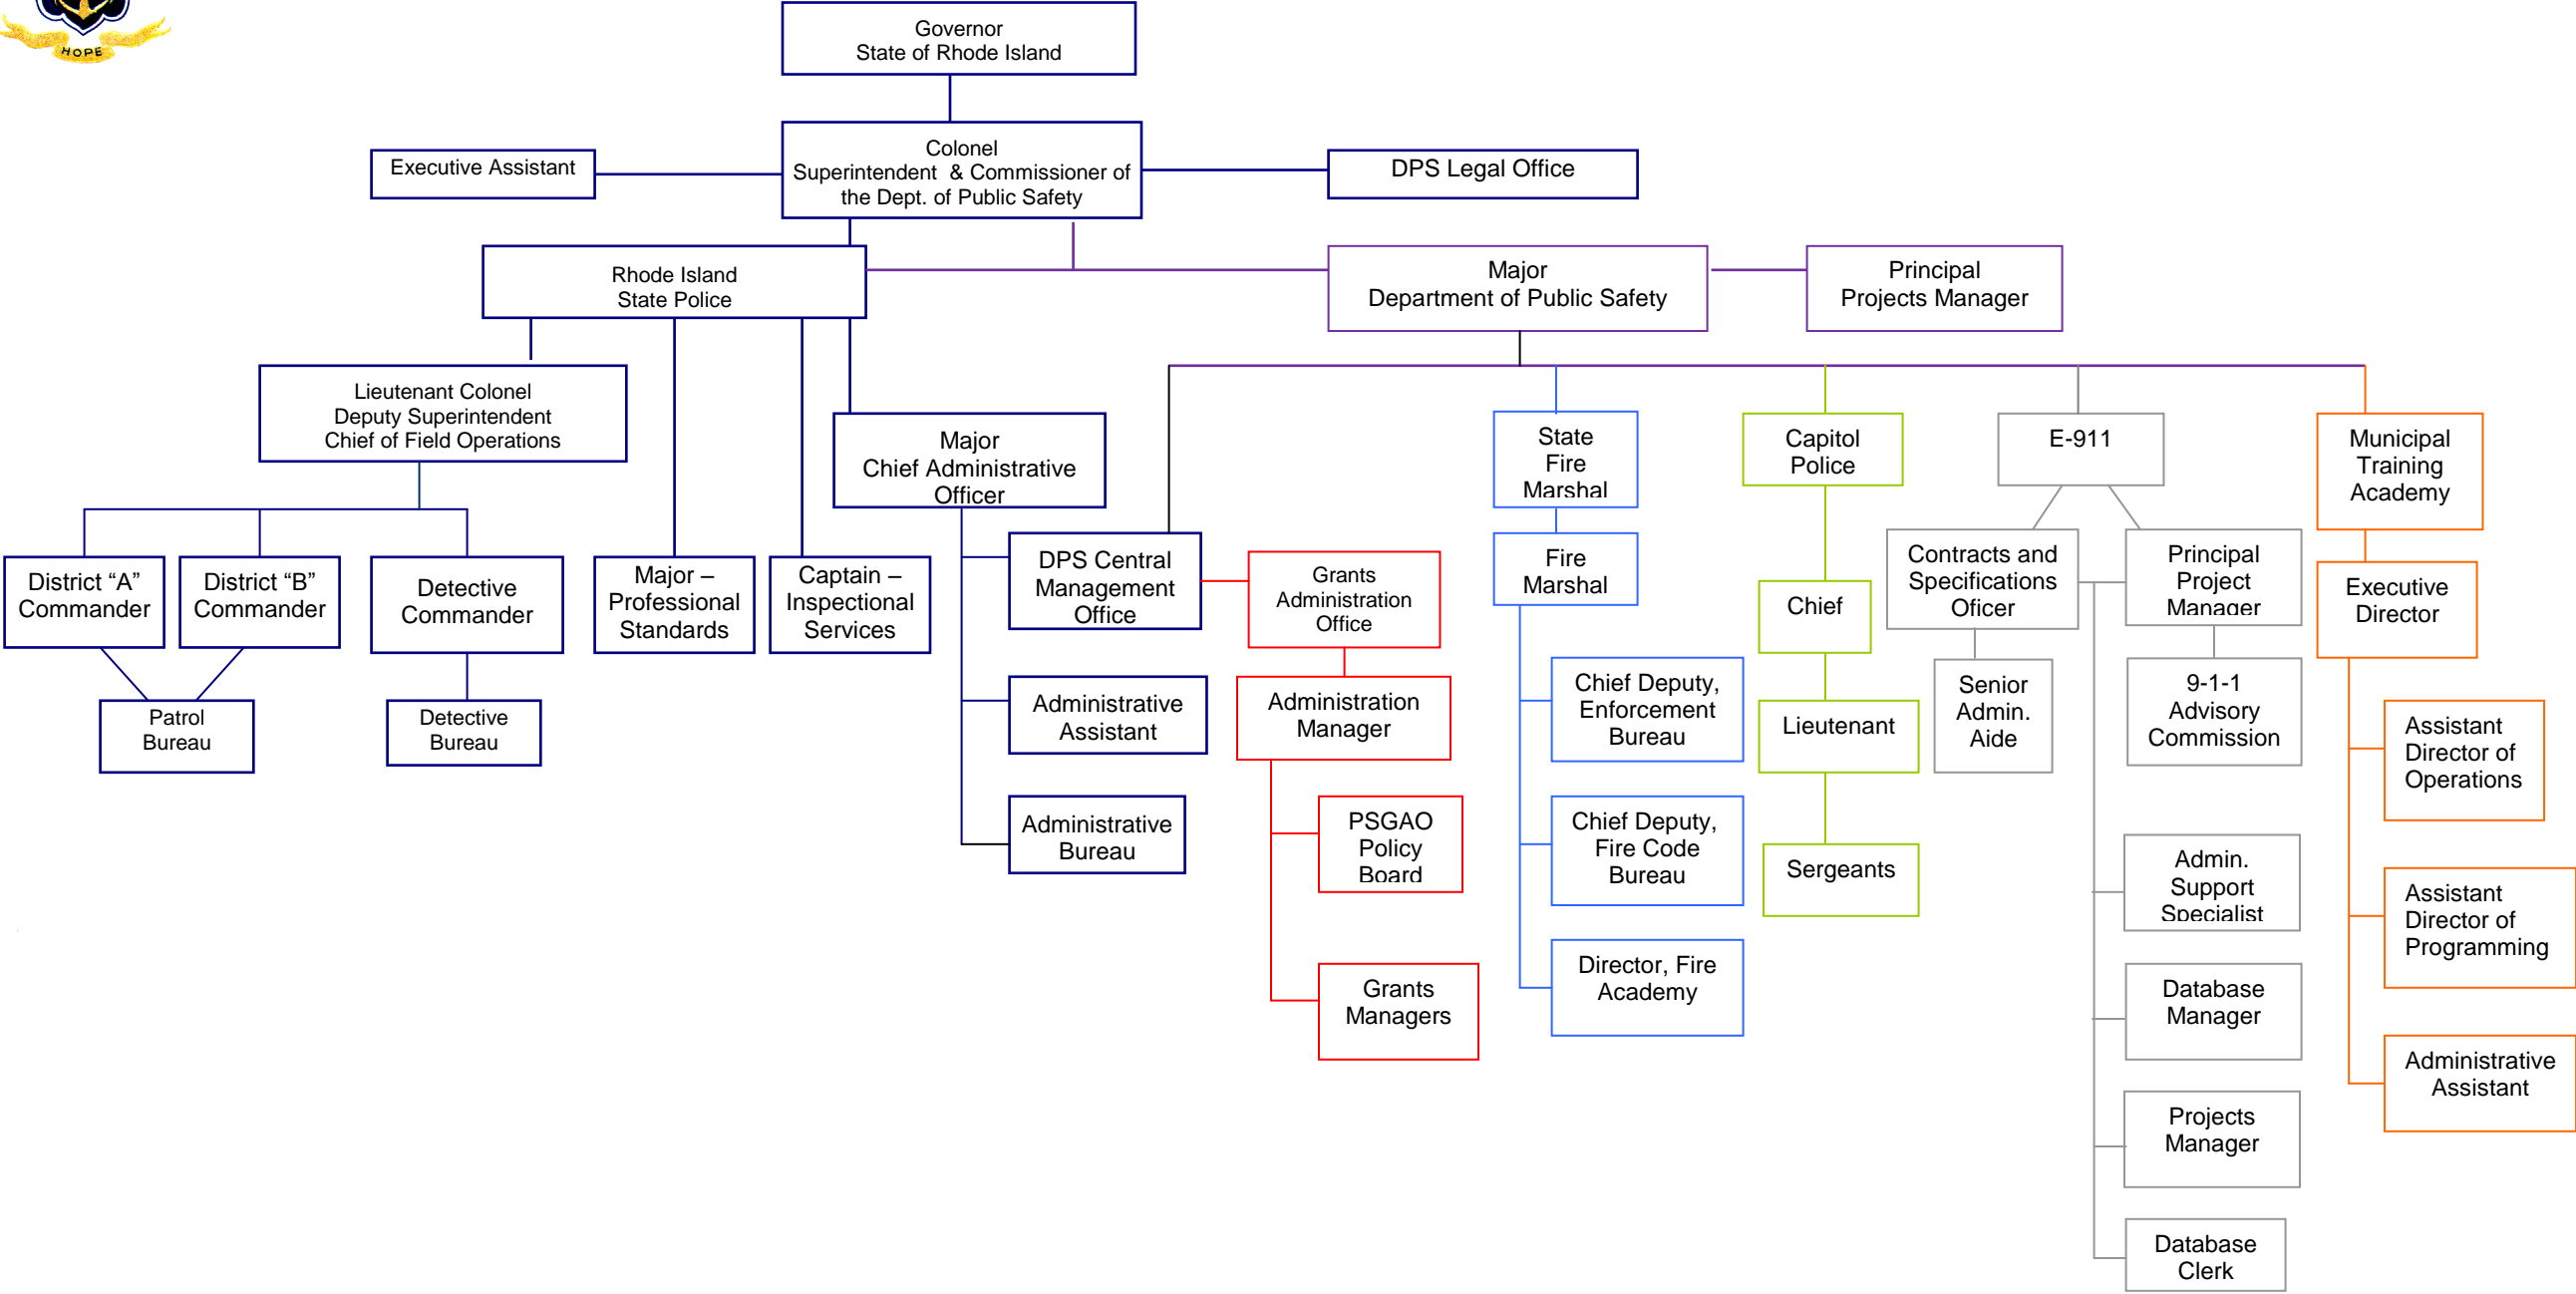 HOPE
Governor
State of Rhode Island
Executive Assistant
Colonel
Superintendent & Commissioner of
the Dept. of Public Safety
DPS Legal Office
Rhode Island
State Police
Major
Department of Public Safety
Principal
Projects Manager
Lieutenant Colonel
Deputy Superintendent
Chief of Field Operations
Major
Chief Administrative
Officer
State
Fire
Marshal
Capitol
Police
E-911
Municipal
Training
Academy
District “A”
Commander
District “B”
Commander
Detective
Commander
Major –
Professional
Standards
Captain –
Inspectional
Services
DPS Central
Management
Office
Grants
Administration
Office
Fire
Marshal
Chief
Contracts and
Specifications
Oficer
Principal
Project
Manager
Executive
Director
Patrol
Bureau
Detective
Bureau
Administrative
Assistant
Administration
Manager
Chief Deputy,
Enforcement
Bureau
Lieutenant
Senior
Admin.
Aide
9-1-1
Advisory
Commission
Assistant
Director of
Operations
Administrative
Bureau
PSGAO
Policy
Board
Chief Deputy,
Fire Code
Bureau
Sergeants
Admin.
Support
Specialist
Assistant
Director of
Programming
Grants
Managers
Director, Fire
Academy
Database
Manager
Administrative
Assistant
Projects
Manager
Database
Clerk